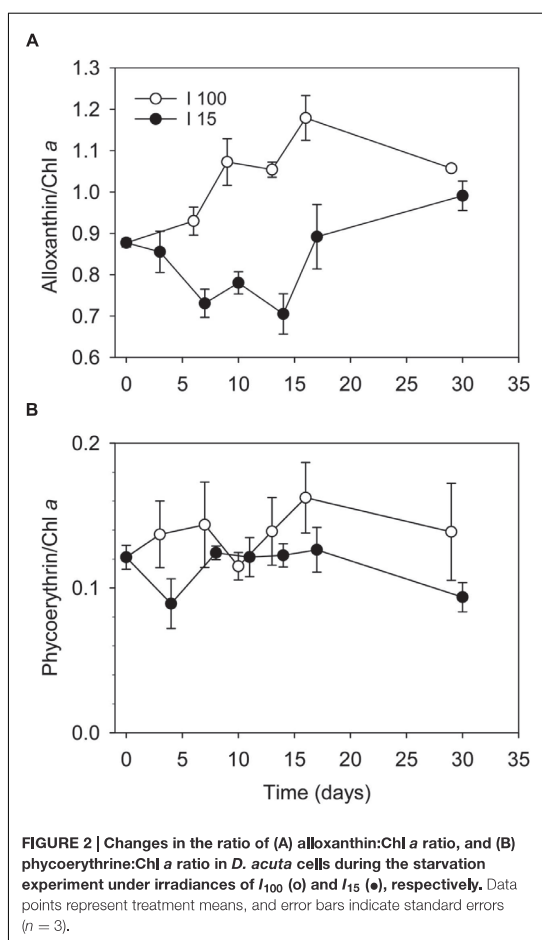 A
1.3
1.2
1.1
1.0
0.9
0.8
0.7
0.6
Alloxanthin/Chl a
I 100
I 15
0 5 10 15 20 25 30 35
B
0.2
0.1
0.0
Phycoerythrin/Chl a
0 5 10 15 20 25 30 35
Time (days)
FIGURE 2 | Changes in the ratio of (A) alloxanthin:Chl a ratio, and (B)
phycoerythrine:Chl a ratio in D. acuta cells during the starvation
experiment under irradiances of I100 (o) and I15 (●), respectively. Data
points represent treatment means, and error bars indicate standard errors
(n = 3).